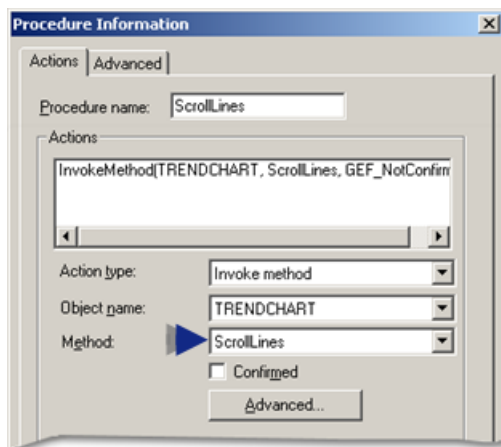 Procedure Information
Actions Advanced
Procedure name: ScrollLines
Actions
InvokeMethod(TRENDCHART, ScrollLines, GEF_NotConfirm
Action type: Invoke method
Object name: TRENDCHART
Method: ScrollLines
Confirmed
Advanced...